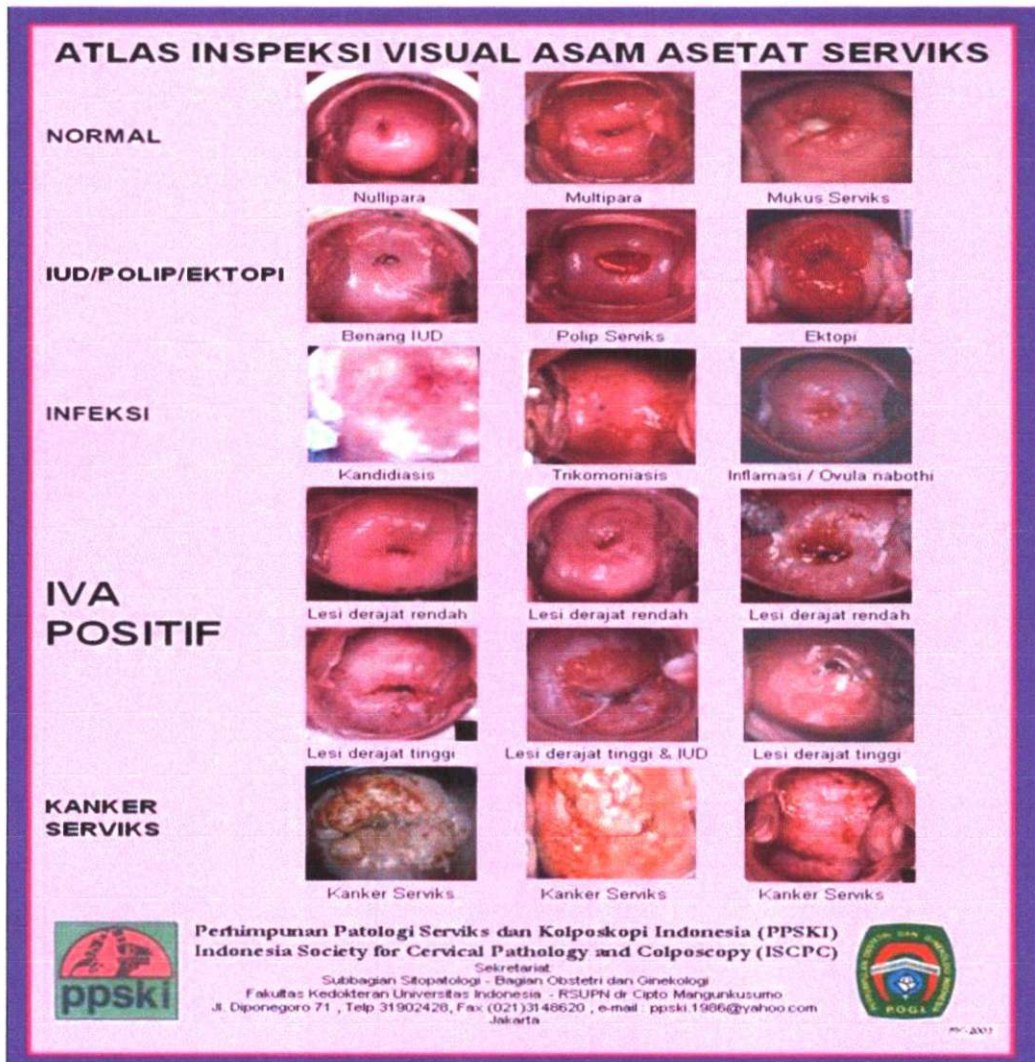 ATLAS INSPEKSI VISUAL ASAM ASETAT SERVIKS
NORMAL
Nullipara
Multipara
Mukus Serviks
IUD/POLIP/EKTOPI
Benang IUD
Polip Serviks
Ektopi
INFEKSI
Kandidiasis
Trikomoniasis
Inflamasi / Ovula nabothi
IVA
POSITIF
Lesi derajat rendah
Lesi derajat rendah
Lesi derajat rendah
Lesi derajat tinggi
Lesi derajat tinggi & IUD
Lesi derajat tinggi
KANKER
SERVIKS
Kanker Serviks
Kanker Serviks
Kanker Serviks
ppski
Perhimpunan Patologi Serviks dan Kolposkopi Indonesia (PPSKI)
Indonesia Society for Cervical Pathology and Colposcopy (ISCPC)
Sekretariat
Subbagian Sitopatologi - Bagian Obstetri dan Ginekologi
Fakultas Kedokteran Universitas Indonesia - RSUPN dr Cipto Mangunkusumo
Jl. Diponegoro 71 , Telp 31902428, Fax (021)3148620 , e-mail : ppski.1986@yahoo.com
Jakarta
P.O.G.I.